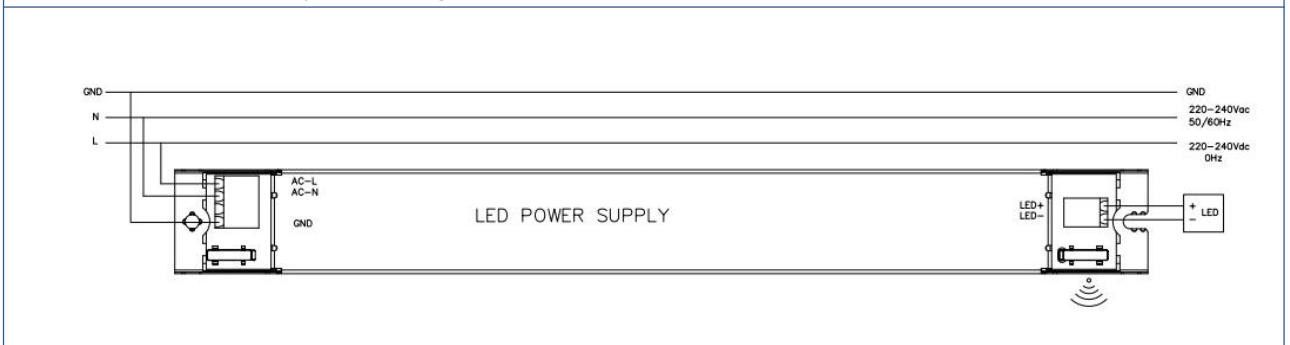 GND
GND
N
220-240Vac
50/60Hz
L
220-240Vdc
0Hz
AC-L
AC-N
GND
LED POWER SUPPLY
LED+
LED-
+
-
LED